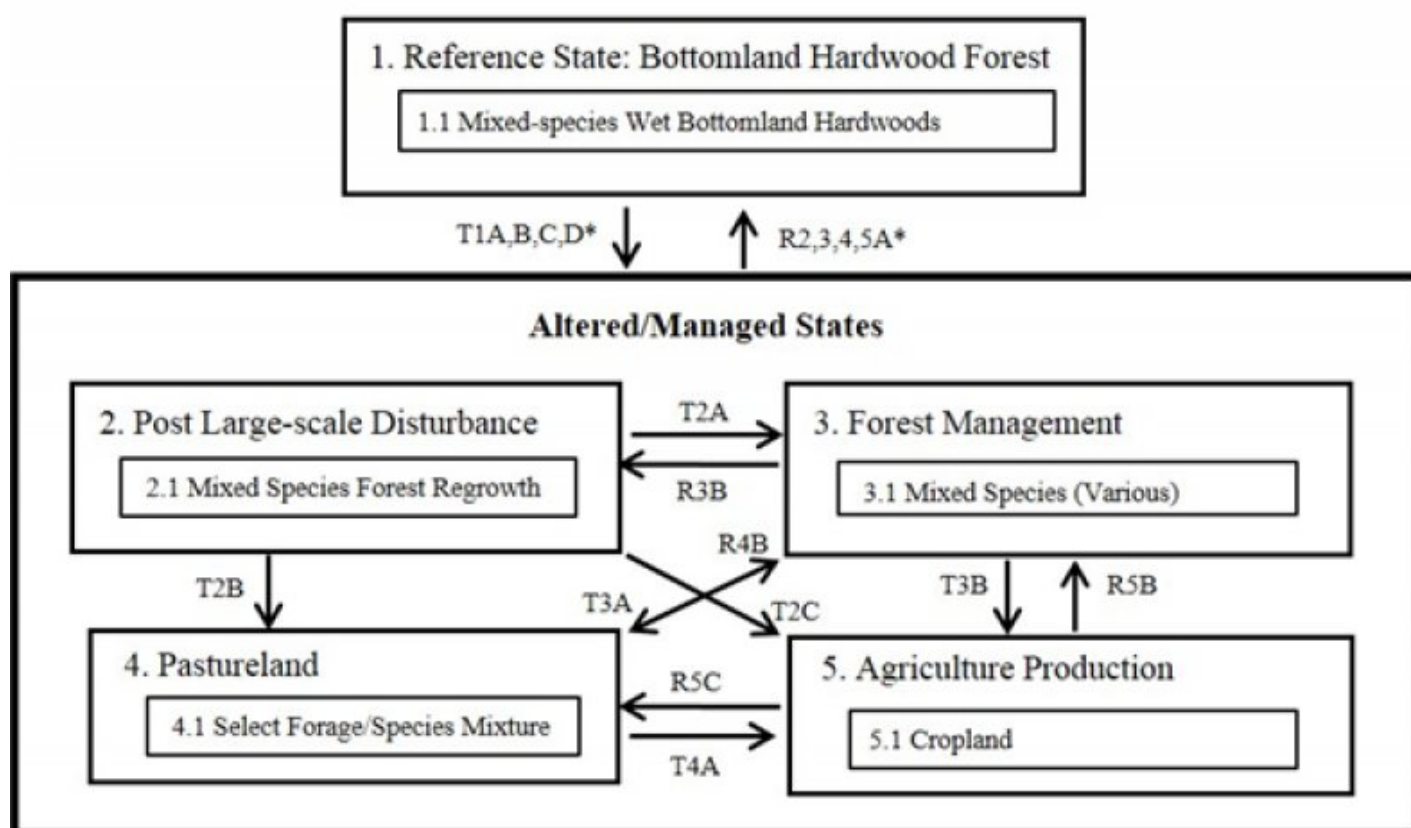 1. Reference State: Bottomland Hardwood Forest
1.1 Mixed-species Wet Bottomland Hardwoods
T1A,B,C,D*
R2,3,4,5A*
Altered/Managed States
2. Post Large-scale Disturbance
2.1 Mixed Species Forest Regrowth
T2A
R3B
3. Forest Management
3.1 Mixed Species (Various)
T2B
T3A
R4B
T2C
T3B
R5B
4. Pastureland
4.1 Select Forage/Species Mixture
R5C
T4A
5. Agriculture Production
5.1 Cropland